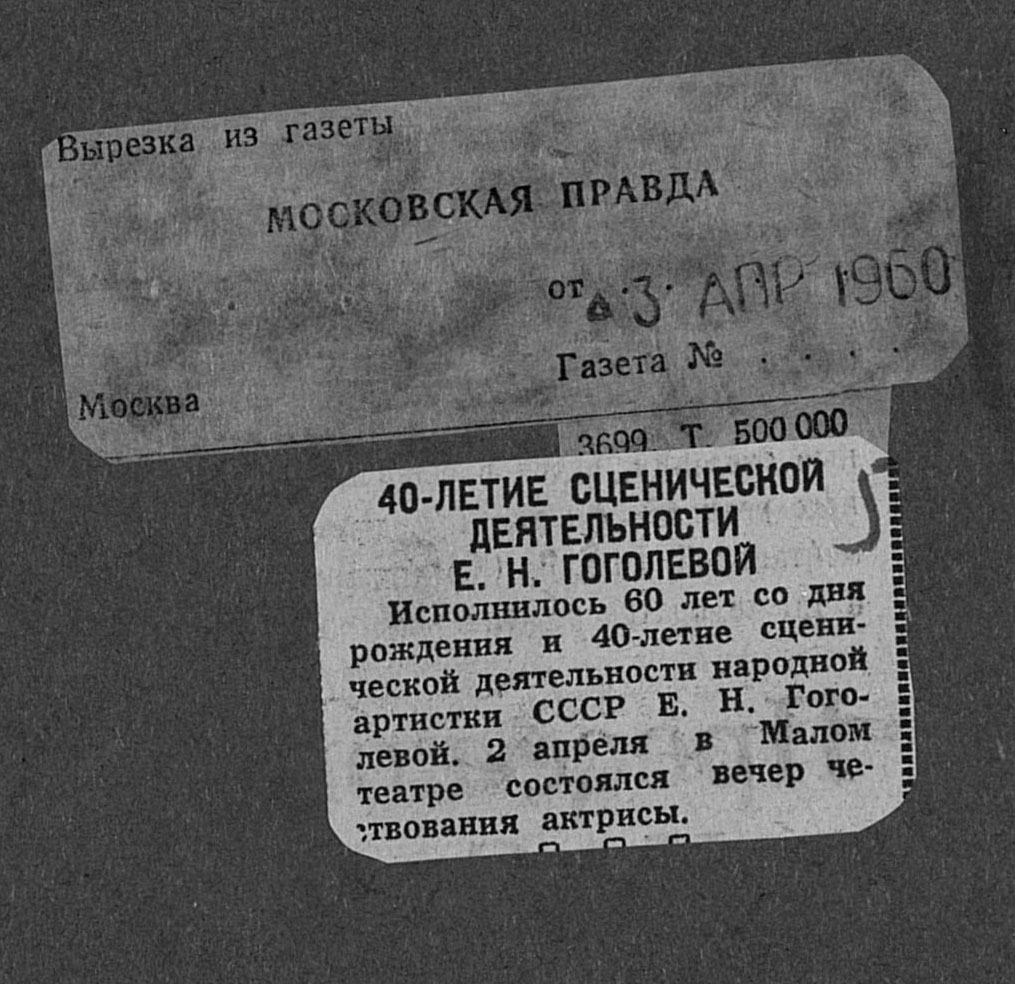 Вырезка из газеты
МОСКОВСКАЯ ПРАВДА
от 3 АПР 1960
Газета № . . . .
Москва
3699 Т. 500 000
40-ЛЕТИЕ СЦЕНИЧЕСКОЙ
ДЕЯТЕЛЬНОСТИ
Е. Н. ГОГОЛЕВОЙ
Исполнилось 60 лет со дня
рождения и 40-летие сцени-
ческой деятельности народной
артистки СССР Е. Н. Гого-
левой. 2 апреля в Малом
театре состоялся вечер че-
ствования актрисы.